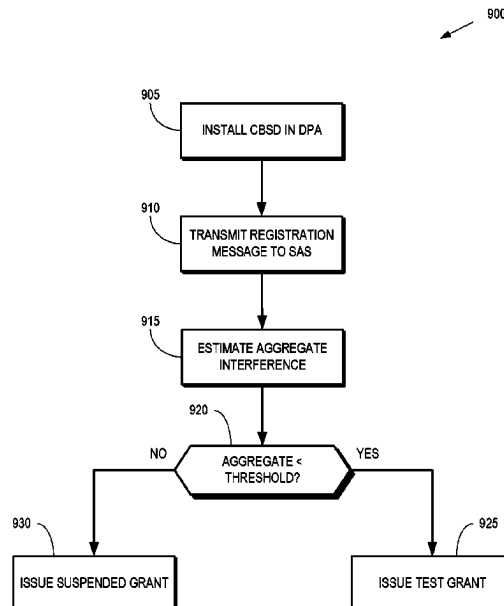 900
905
INSTALL CBSD IN DPA
910
TRANSMIT REGISTRATION
MESSAGE TO SAS
915
ESTIMATE AGGREGATE
INTERFERENCE
920
NO
AGGREGATE <
THRESHOLD?
YES
930
ISSUE SUSPENDED GRANT
925
ISSUE TEST GRANT